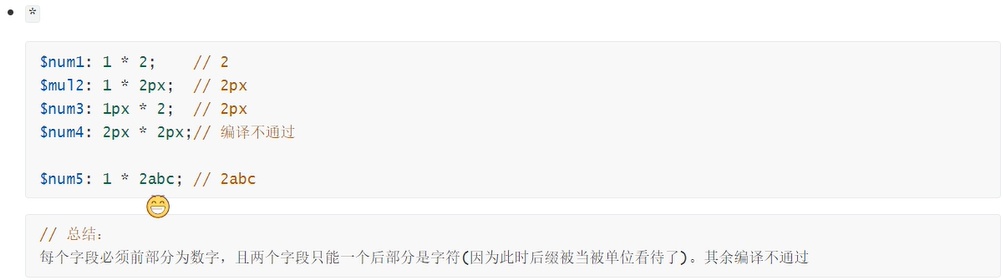 *
$num1: 1 * 2; // 2
$mul2: 1 * 2px; // 2px
$num3: 1px * 2; // 2px
$num4: 2px * 2px;// 编译不通过
$num5: 1 * 2abc; // 2abc
// 总结:
每个字段必须前部分为数字，且两个字段只能一个后部分是字符(因为此时后缀被当被单位看待了)。其余编译不通过